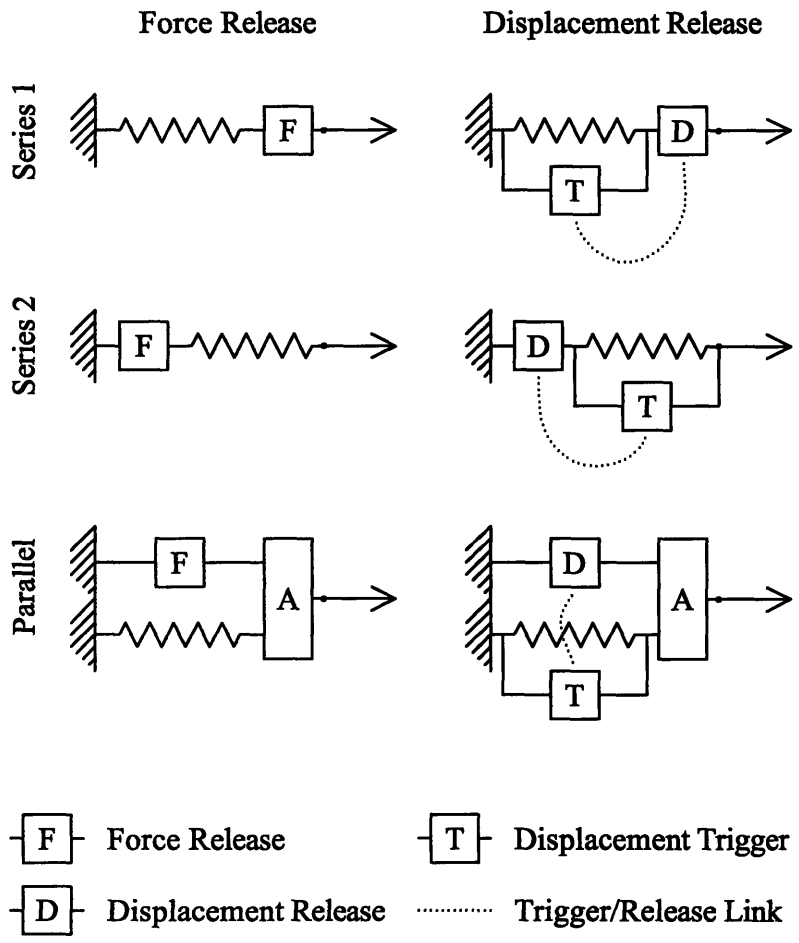 Force Release
Displacement Release
Series 1
F
D
T
Series 2
F
D
T
Parallel
F
A
D
A
T
F Force Release
T Displacement Trigger
D Displacement Release
Trigger/Release Link